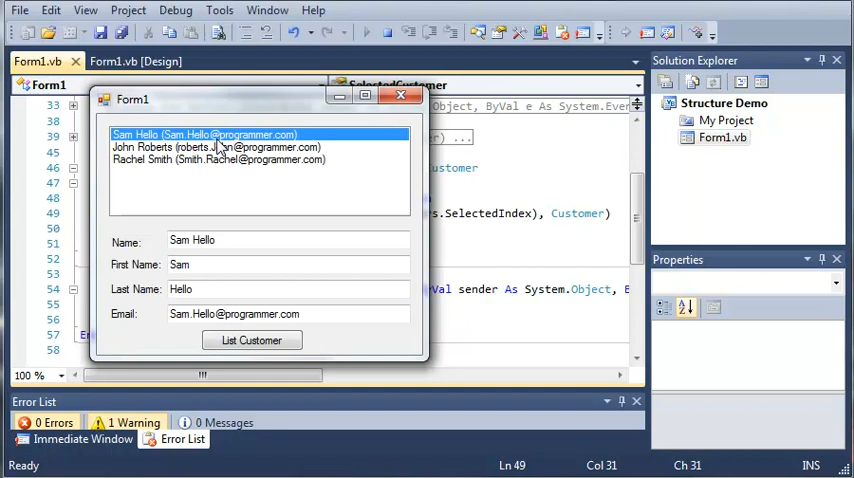 File Edit View Project Debug Tools Window Help
Form1.vb Form1.vb [Design]
Form1 SelectedCustomer
33 Object, ByVal e As System.Even
39 r) ...
45
46 ustomer
47
48
49 rs.SelectedIndex), Customer)
50
51
52
53
54 yVal sender As System.Object, B
56
57 En
58
100 %
Form1
Sam Hello (Sam.Hello@programmer.com)
John Roberts (roberts.J @programmer.com)
Rachel Smith (Smith.Rachel@programmer.com)
Name: Sam Hello
First Name: Sam
Last Name: Hello
Email: Sam.Hello@programmer.com
List Customer
Solution Explorer
Structure Demo
My Project
Form1.vb
Properties
Error List
0 Errors 1 Warning 0 Messages
Immediate Window Error List
Ready Ln 49 Col 31 Ch 31 INS